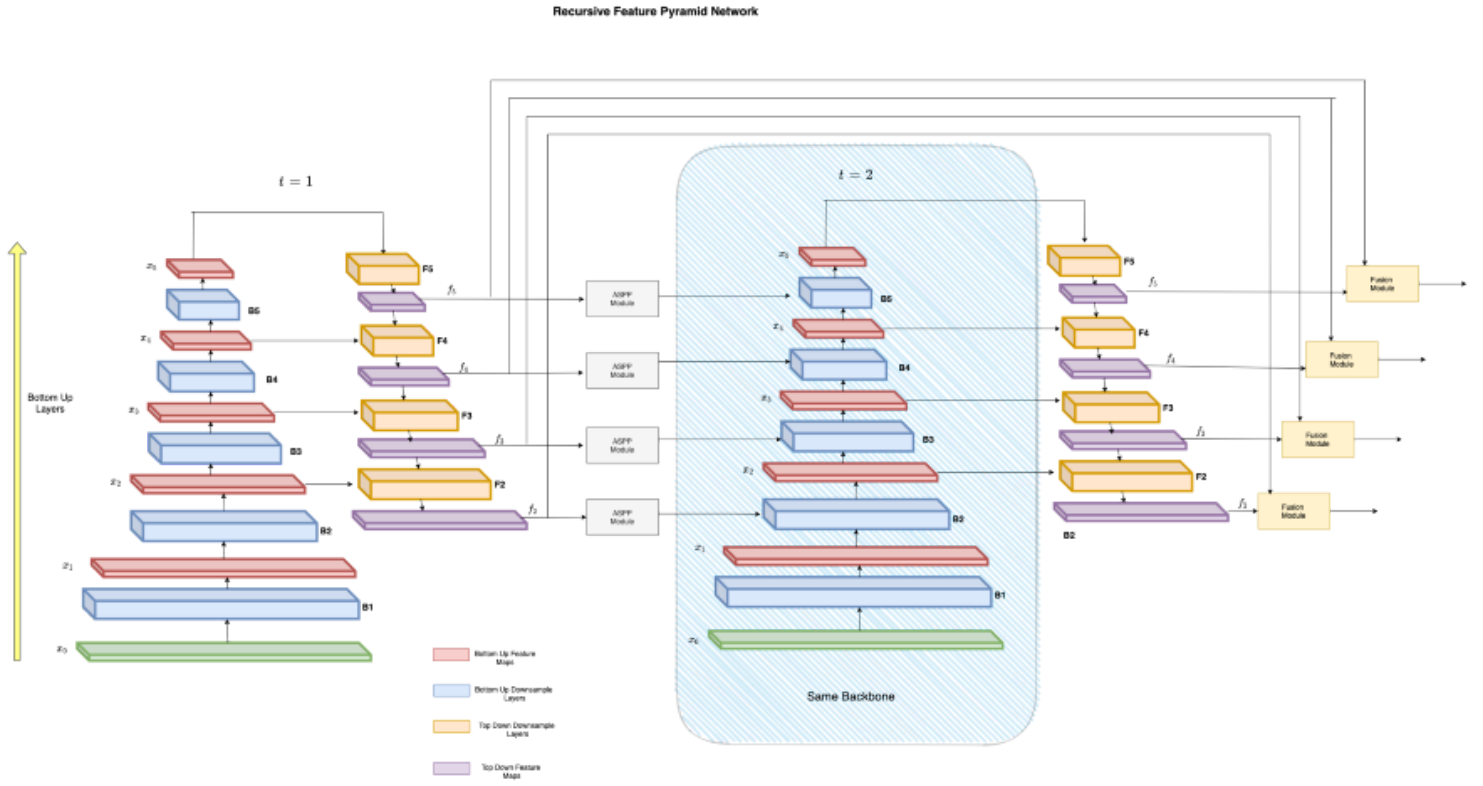 Recursive Feature Pyramid Network
t = 1
t = 2
x5
F5
f5
B5
x4
F4
f4
B4
x3
F3
f3
B3
x2
F2
f2
B2
x1
B1
x0
Bottom Up
Layers
ASPP
Module
ASPP
Module
ASPP
Module
ASPP
Module
x5
B5
x4
B4
x3
B3
x2
B2
x1
B1
x0
Same Backbone
F5
f5
F4
f4
F3
f3
F2
f2
B2
Fusion
Module
Fusion
Module
Fusion
Module
Fusion
Module
Bottom Up Feature
Maps
Bottom Up Downsample
Layers
Top Down Downsample
Layers
Top Down Feature
Maps